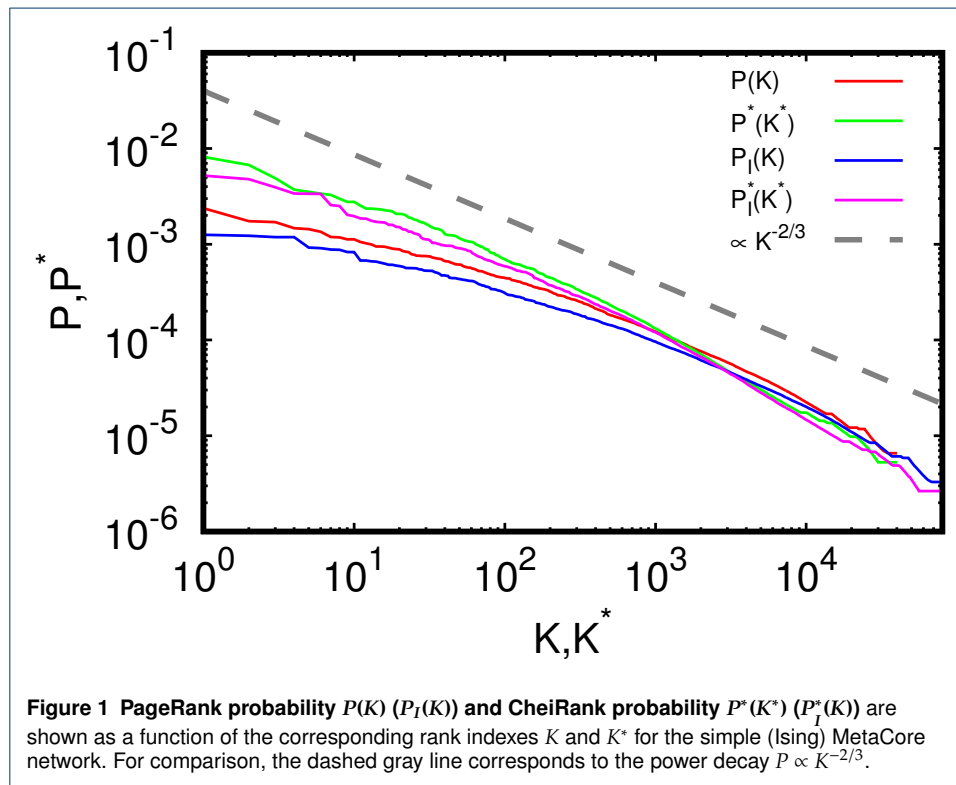 10^-1
10^-2
10^-3
10^-4
10^-5
10^-6
P,P^*
P(K)
P^*(K^*)
P_I(K)
P_I^*(K^*)
∝ K^-2/3
10^0 10^1 10^2 10^3 10^4
K,K^*
Figure 1 PageRank probability P(K) (P_I(K)) and CheiRank probability P^*(K^*) (P_I^*(K)) are
shown as a function of the corresponding rank indexes K and K^* for the simple (Ising) MetaCore
network. For comparison, the dashed gray line corresponds to the power decay P ∝ K^-2/3.